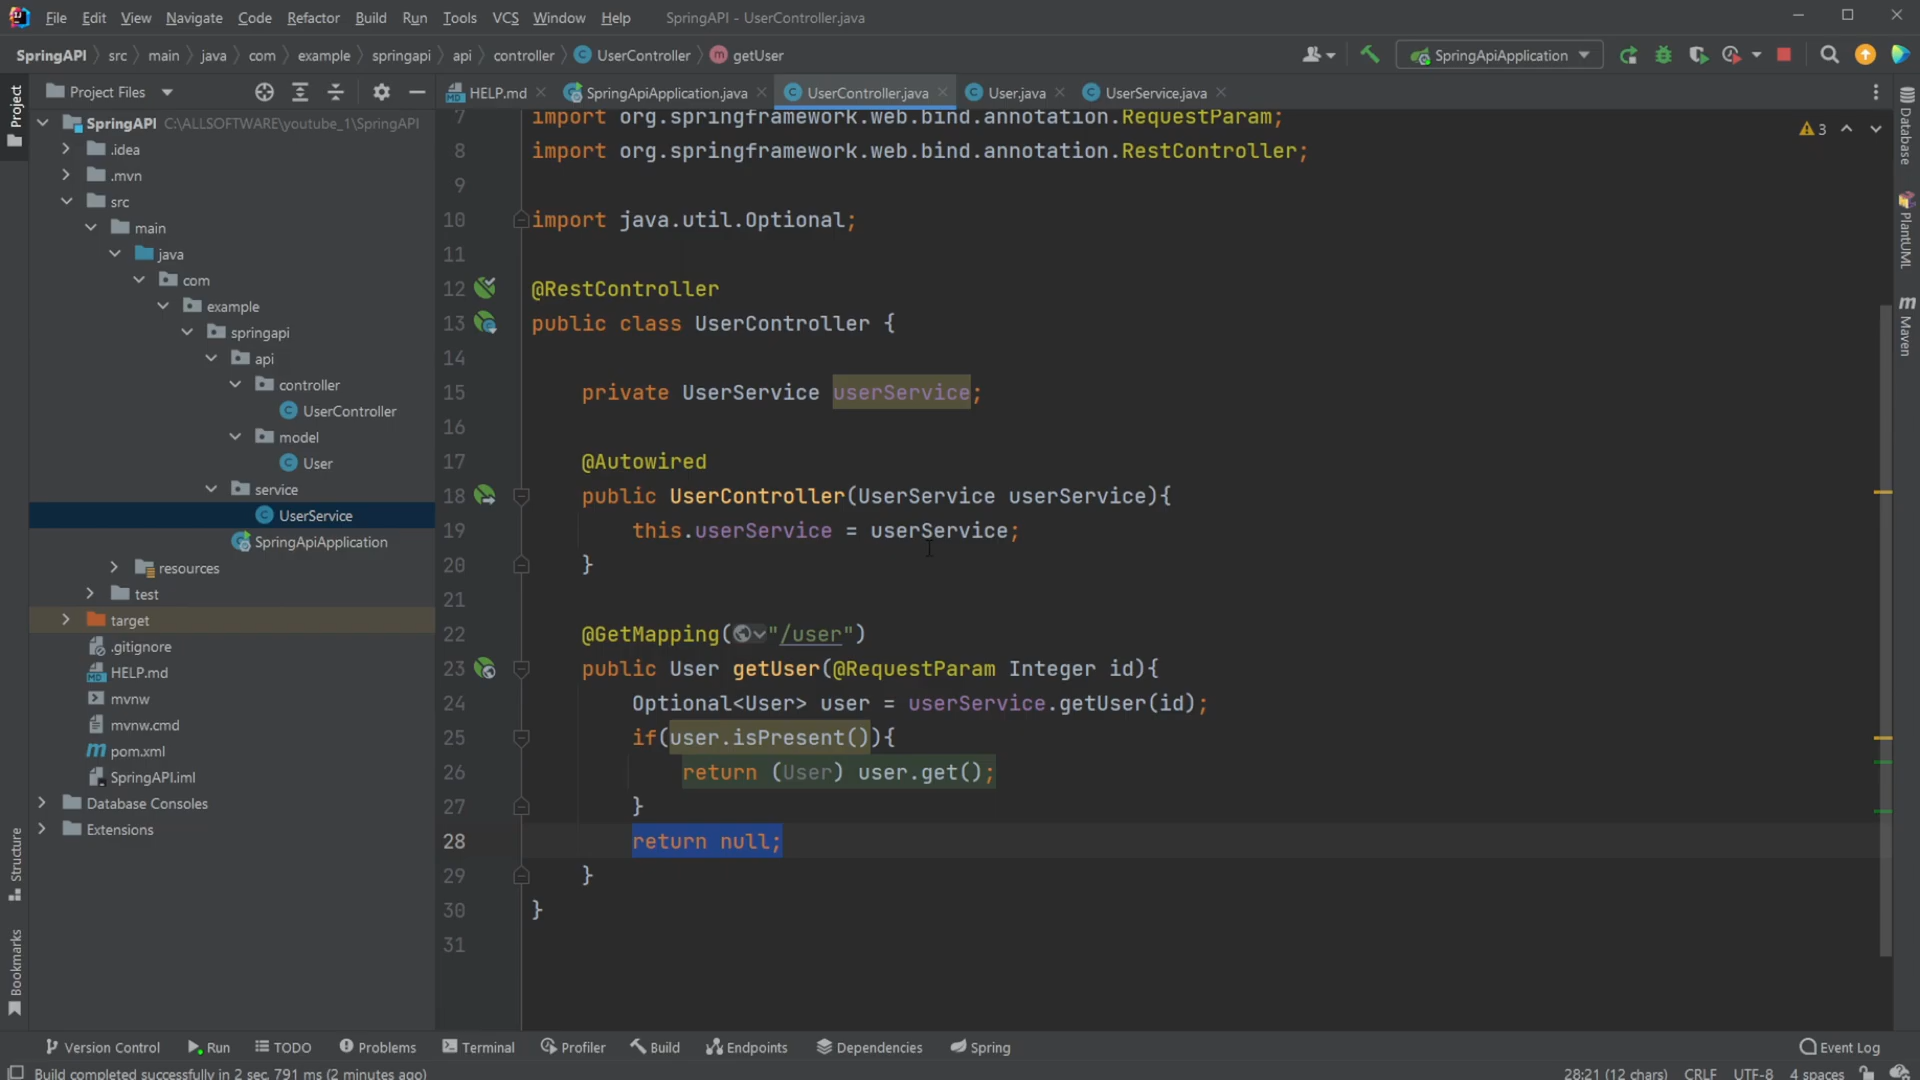 File Edit View Navigate Code Refactor Build Run Tools VCS Window Help SpringAPI - UserController.java
SpringAPI src main java com example springapi api controller UserController getUser SpringApiApplication
Project Files HELP.md SpringApiApplication.java UserController.java User.java UserService.java
Project
SpringAPI C:\ALLSOFTWARE\youtube_1\SpringAPI
.idea
.mvn
src
main
java
com
example
springapi
api
controller
UserController
model
User
service
UserService
SpringApiApplication
resources
test
target
.gitignore
HELP.md
mvnw
mvnw.cmd
pom.xml
SpringAPI.iml
Database Consoles
Extensions
Structure
Bookmarks
7 import org.springframework.web.bind.annotation.RequestParam;
8 import org.springframework.web.bind.annotation.RestController;
9
10 import java.util.Optional;
11
12 @RestController
13 public class UserController {
14
15 private UserService userService;
16
17 @Autowired
18 public UserController(UserService userService){
19 this.userService = userService;
20 }
21
22 @GetMapping("/user")
23 public User getUser(@RequestParam Integer id){
24 Optional<User> user = userService.getUser(id);
25 if(user.isPresent()){
26 return (User) user.get();
27 }
28 return null;
29 }
30 }
31
3
Database
PlantUML
m
Maven
Version Control Run TODO Problems Terminal Profiler Build Endpoints Dependencies Spring Event Log
Build completed successfully in 2 sec, 791 ms (2 minutes ago) 28:21 (12 chars) CRLF UTF-8 4 spaces